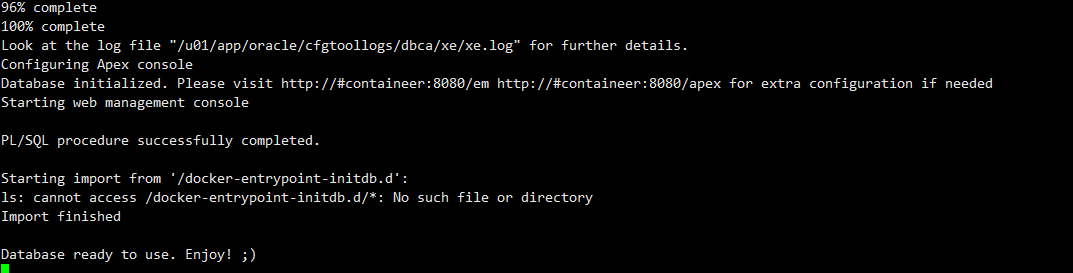 96% complete
100% complete
Look at the log file "/u01/app/oracle/cfgtoollogs/dbca/xe/xe.log" for further details.
Configuring Apex console
Database initialized. Please visit http://#containeer:8080/em http://#containeer:8080/apex for extra configuration if needed
Starting web management console
PL/SQL procedure successfully completed.
Starting import from '/docker-entrypoint-initdb.d':
ls: cannot access /docker-entrypoint-initdb.d/*: No such file or directory
Import finished
Database ready to use. Enjoy! ;)